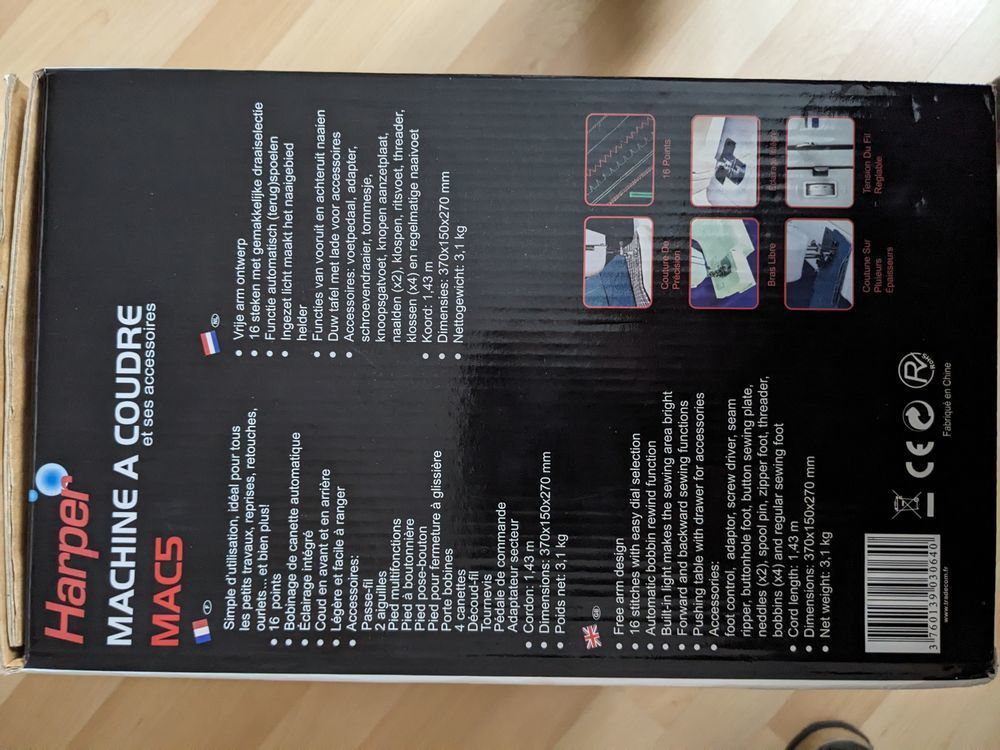 Harper
MACHINE A COUDRE
et ses accessoires
MAC5
F
Simple d'utilisation, idéal pour tous
les petits travaux, reprises, retouches,
ourlets... et bien plus!
• 16 points
• Bobinage de canette automatique
• Eclairage intégré
• Coud en avant et en arrière
• Légère et facile à ranger
• Accessoires:
Passe-fil
2 aiguilles
Pied multifonctions
Pied à boutonnière
Pied pose-bouton
Pied pour fermeture à glissière
Porte bobines
4 canettes
Découd-fil
Tournevis
Pédale de commande
Adaptateur secteur
• Cordon: 1,43 m
• Dimensions: 370x150x270 mm
• Poids net: 3,1 kg
GB
• Free arm design
• 16 stitches with easy dial selection
• Automatic bobbin rewind function
• Built-in light makes the sewing area bright
• Forward and backward sewing functions
• Pushing table with drawer for accessories
• Accessories:
foot control, adaptor, screw driver, seam
ripper, buttonhole foot, button sewing plate,
needles (x2), spool pin, zipper foot, threader,
bobbins (x4) and regular sewing foot
• Cord length: 1,43 m
• Dimensions: 370x150x270 mm
• Net weight: 3,1 kg
NL
• Vrije arm ontwerp
• 16 steken met gemakkelijke draaiselectie
• Functie automatisch (terug)spoelen
• Ingezet licht maakt het naaigebied
helder
• Functies van vooruit en achteruit naaien
• Duw tafel met lade voor accessoires
• Accessoires: voetpedaal, adapter,
schroevendraaier, tornmesje,
knoopsgatvoet, knopen aanzetplaat,
naalden (x2), klospen, ritsvoet, threader,
klossen (x4) en regelmatige naaivoet
• Koord: 1,43 m
• Dimensies: 370x150x270 mm
• Nettogewicht: 3,1 kg
Couture De
Précision
16 Points
Bras Libre
Couture Sur
Plusieurs
Épaisseurs
Tension Du Fil
Reglable
3 760139 930640
www.tradecom.fr
CE
Fabriqué en Chine